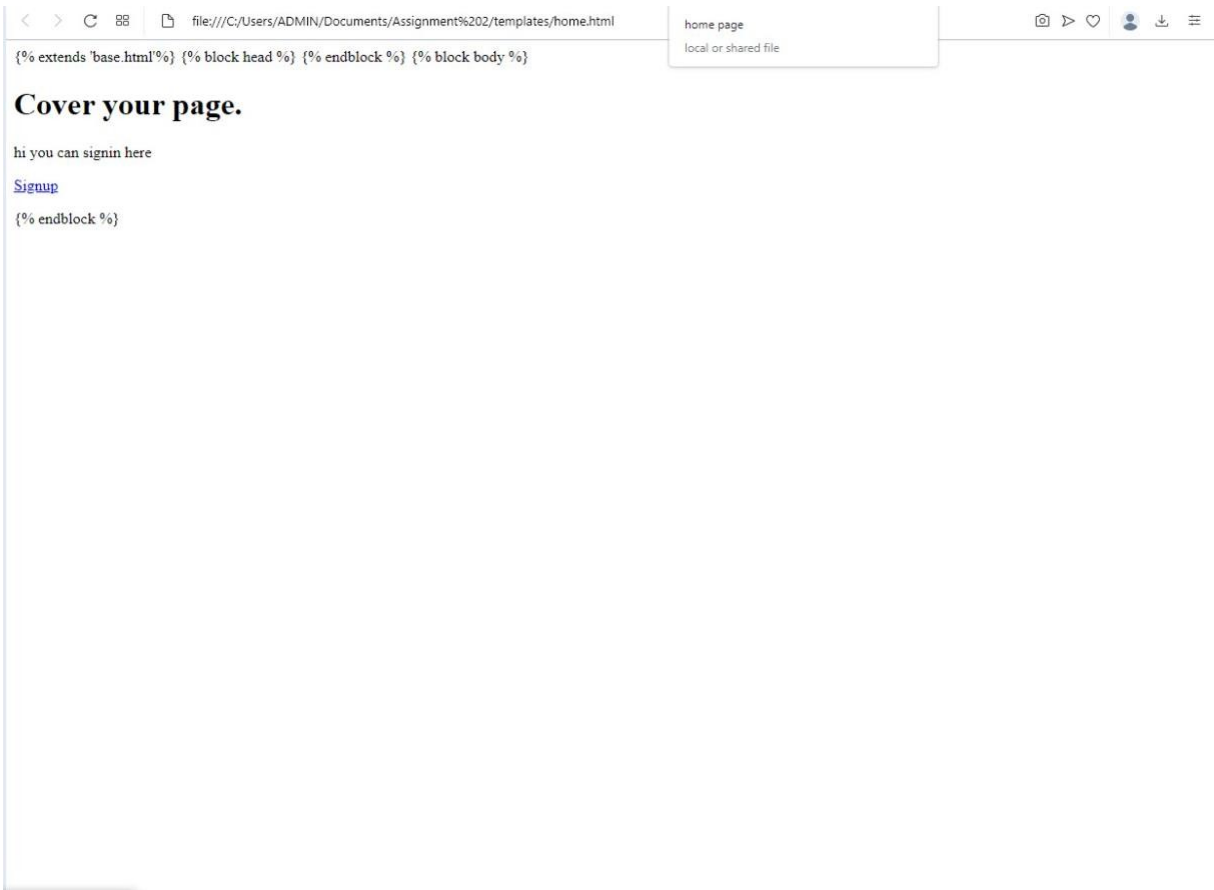 file:///C:/Users/ADMIN/Documents/Assignment%202/templates/home.html
home page
local or shared file
{% extends 'base.html'%} {% block head %} {% endblock %} {% block body %}
Cover your page.
hi you can signin here
Signup
{% endblock %}